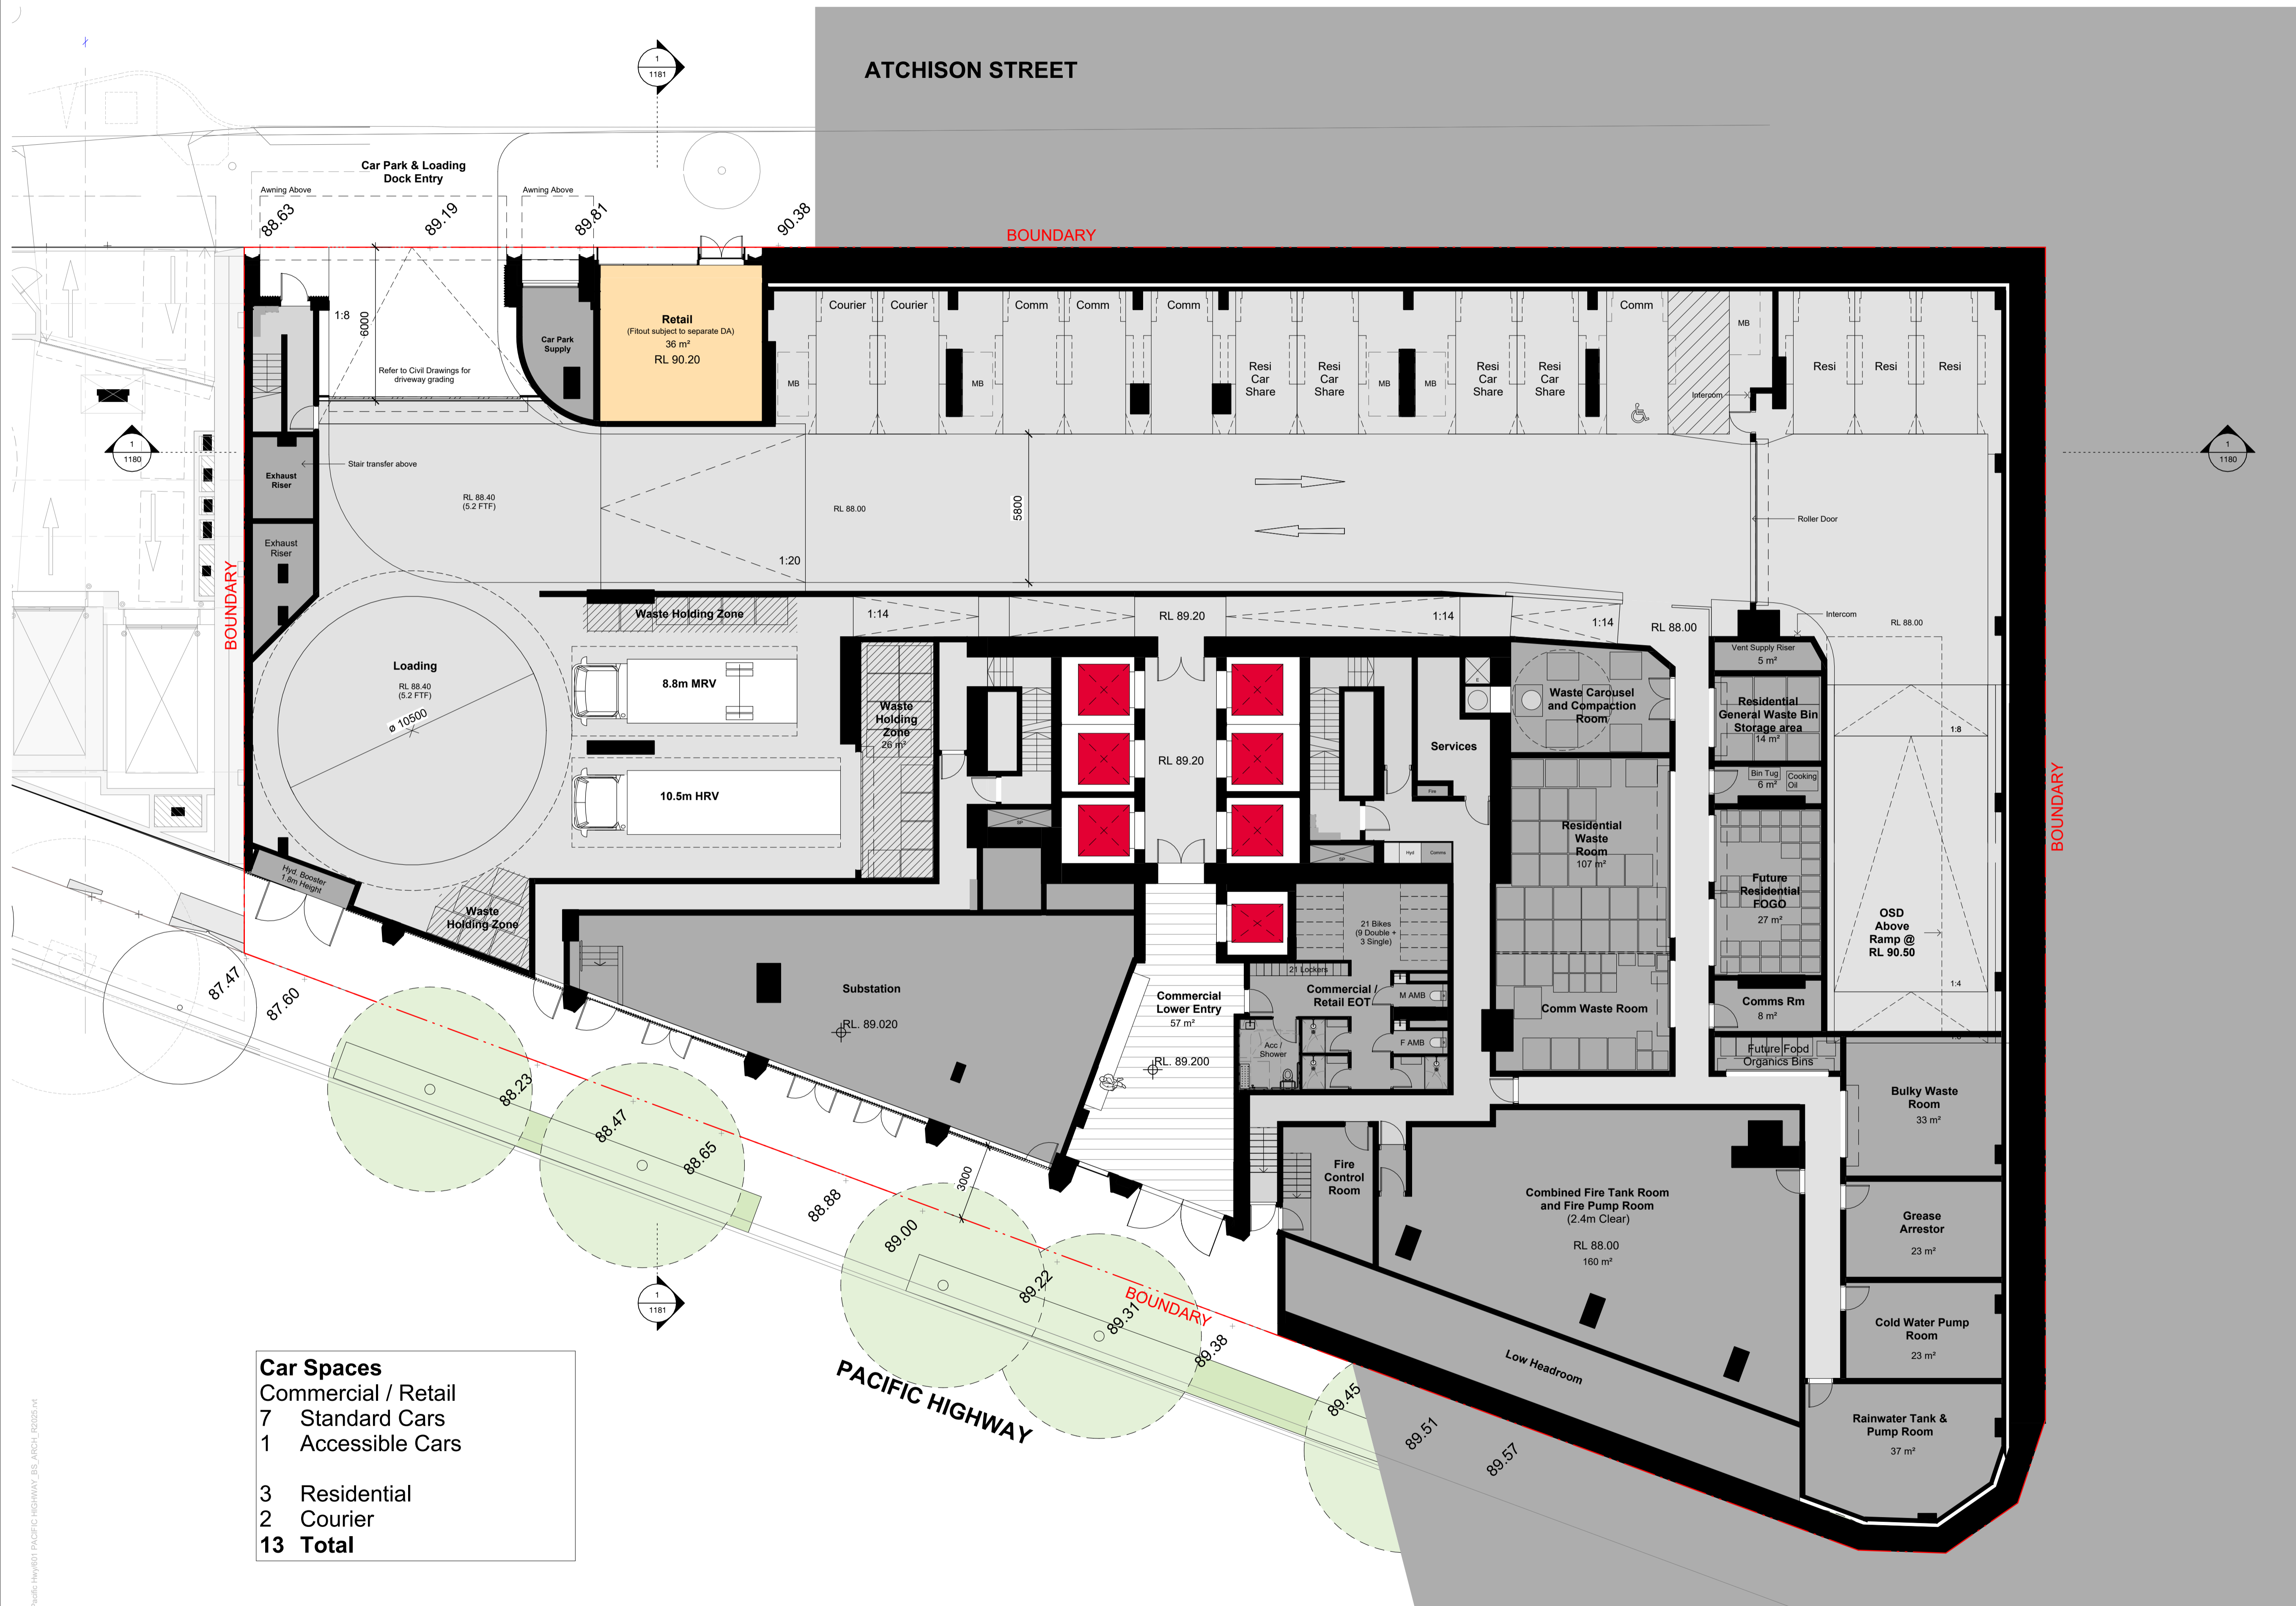 1
1181
ATCHISON STREET
Car Park & Loading
Dock Entry
Awning Above
Awning Above
88.63
89.19
89.81
90.38
BOUNDARY
1:8
6000
Refer to Civil Drawings for
driveway grading
Car Park
Supply
Retail
(Fitout subject to separate DA)
36 m²
RL 90.20
MB
Courier
Courier
MB
Comm
Comm
Comm
Resi
Car
Share
Resi
Car
Share
MB
MB
Resi
Car
Share
Resi
Car
Share
Comm
MB
Intercom
Resi
Resi
Resi
1
1180
Stair transfer above
Exhaust
Riser
Exhaust
Riser
RL 88.40
(5.2 FTF)
RL 88.00
1:20
5800
Roller Door
1
1180
BOUNDARY
Waste Holding Zone
1:14
RL 89.20
1:14
1:14
RL 88.00
Intercom
RL 88.00
Loading
RL 88.40
(5.2 FTF)
ø 10500
8.8m MRV
10.5m HRV
Waste
Holding
Zone
26 m²
SP
RL 89.20
Services
E
Fire
SP
Hyd
Comms
Waste Carousel
and Compaction
Room
Vent Supply Riser
5 m²
Residential
General Waste Bin
Storage area
14 m²
Bin Tug
6 m²
Cooking
Oil
Residential
Waste
Room
107 m²
Future
Residential
FOGO
27 m²
1:8
OSD
Above
Ramp @
RL 90.50
1:4
1:8
BOUNDARY
Hyd. Booster
1.8m Height
Waste
Holding Zone
Substation
RL. 89.020
Commercial
Lower Entry
57 m²
RL. 89.200
21 Bikes
(9 Double +
3 Single)
21 Lockers
Commercial /
Retail EOT
M AMB
F AMB
Acc /
Shower
Comm Waste Room
Comms Rm
8 m²
Future Food
Organics Bins
Bulky Waste
Room
33 m²
Fire
Control
Room
Combined Fire Tank Room
and Fire Pump Room
(2.4m Clear)
RL 88.00
160 m²
Grease
Arrestor
23 m²
Cold Water Pump
Room
23 m²
Rainwater Tank &
Pump Room
37 m²
Low Headroom
87.47
87.60
88.23
88.47
88.65
88.88
3000
89.00
89.22
89.31
89.38
89.45
89.51
89.57
BOUNDARY
PACIFIC HIGHWAY
1
1181
Car Spaces
Commercial / Retail
7 Standard Cars
1 Accessible Cars
3 Residential
2 Courier
13 Total
Pacific Hwy/601 PACIFIC HIGHWAY_BS_ARCH_R2025.rvt